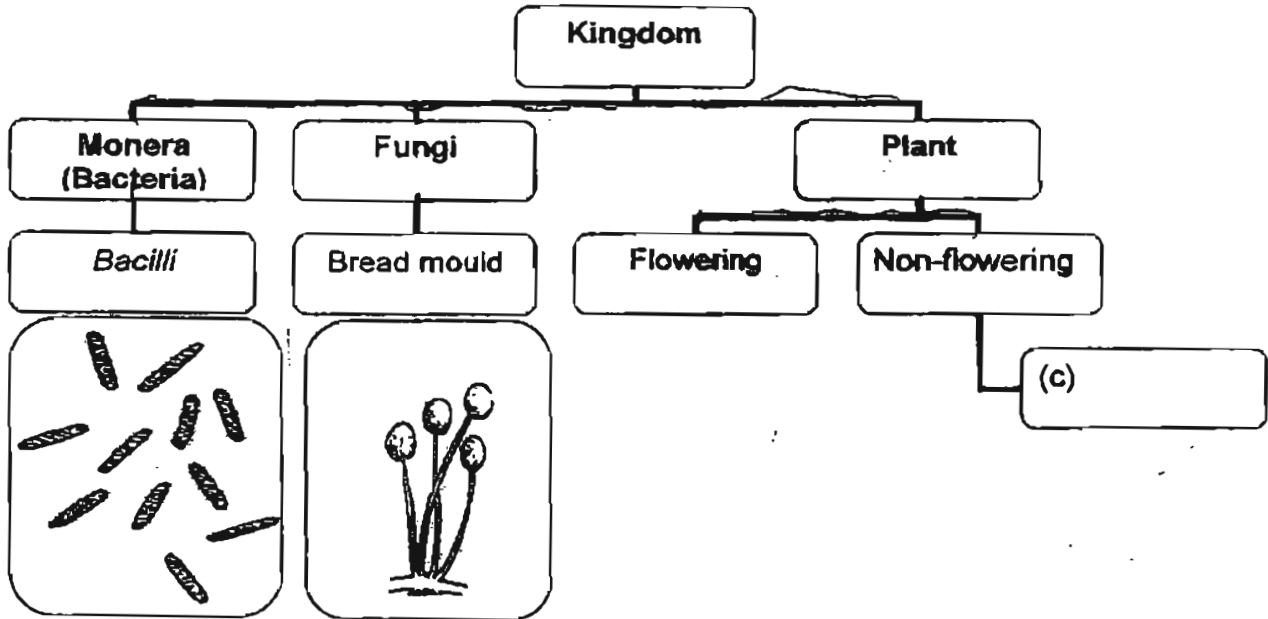 Kingdom
Monera
(Bacteria)
Fungi
Plant
Bacilli
Bread mould
Flowering
Non-flowering
(c)